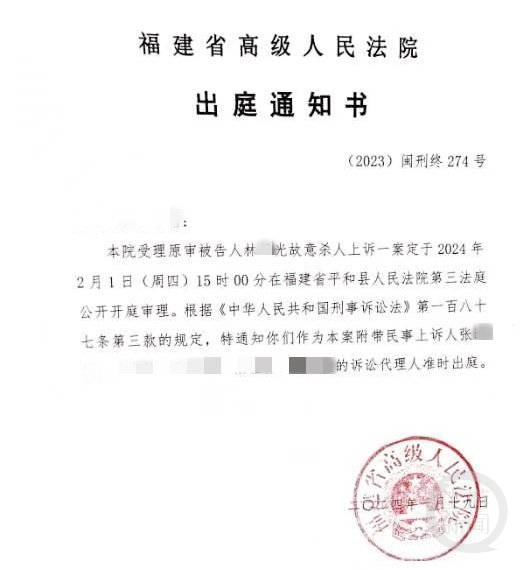 福建省高级人民法院
出庭通知书
（2023）闽刑终 274 号
：
本院受理原审被告人林 光故意杀人上诉一案定于 2024 年
2 月 1 日（周四）15 时 00 分在福建省平和县人民法院第三法庭
公开开庭审理。根据《中华人民共和国刑事诉讼法》第一百八十
七条第三款的规定，特通知你们作为本案附带民事上诉人张
的诉讼代理人准时出庭。
福建省高级人民法院
二〇二四年一月十九日
新闻